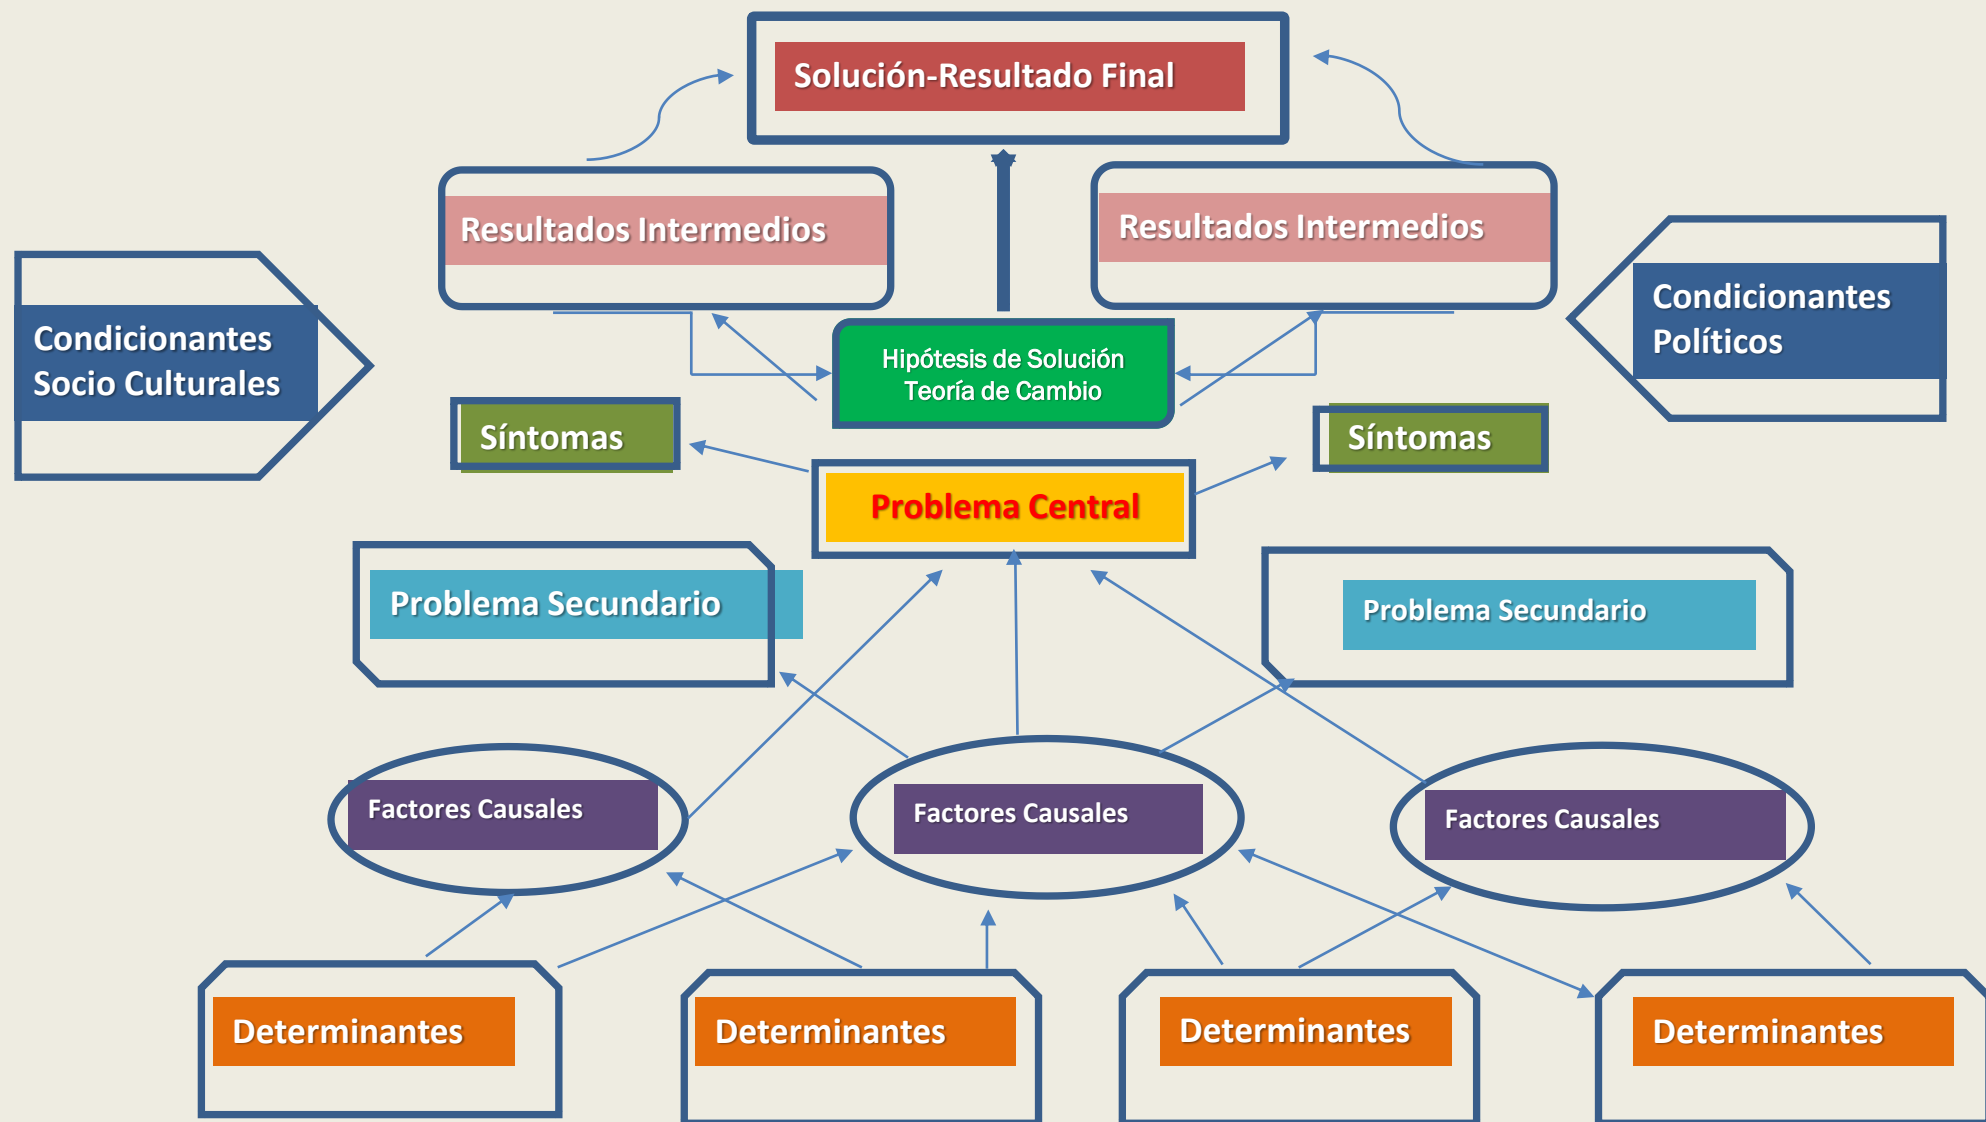 Solución-Resultado Final
Resultados Intermedios
Resultados Intermedios
Condicionantes
Socio Culturales
Condicionantes
Políticos
Hipótesis de Solución
Teoría de Cambio
Síntomas
Síntomas
Problema Central
Problema Secundario
Problema Secundario
Factores Causales
Factores Causales
Factores Causales
Determinantes
Determinantes
Determinantes
Determinantes